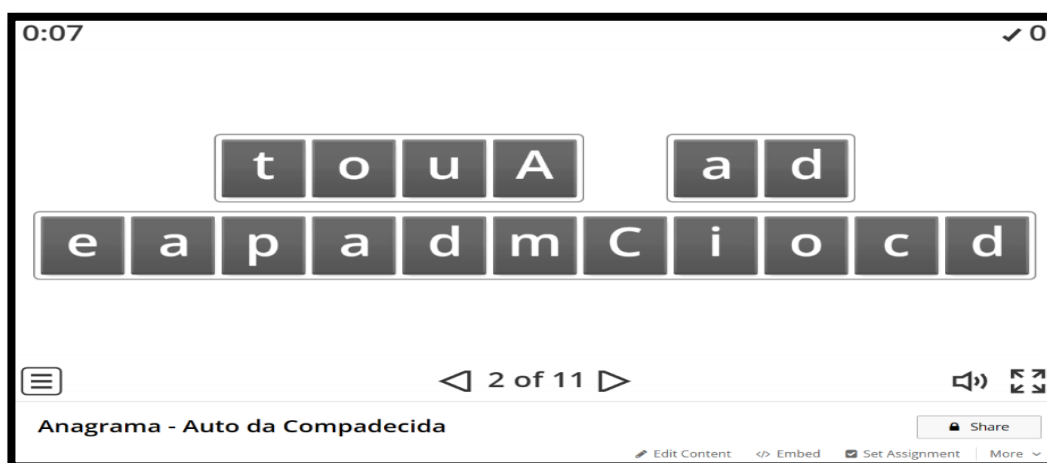 0:07 ✓ 0
t o u A a d
e a p a d m C i o c d
2 of 11
Anagrama - Auto da Compadecida
Share
Edit Content </> Embed Set Assignment More